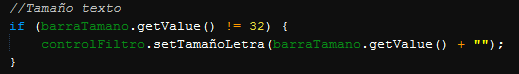 //Tamaño texto
if (barraTamano.getValue() != 32) {
    controlFiltro.setTamañoLetra(barraTamano.getValue() + "");
}